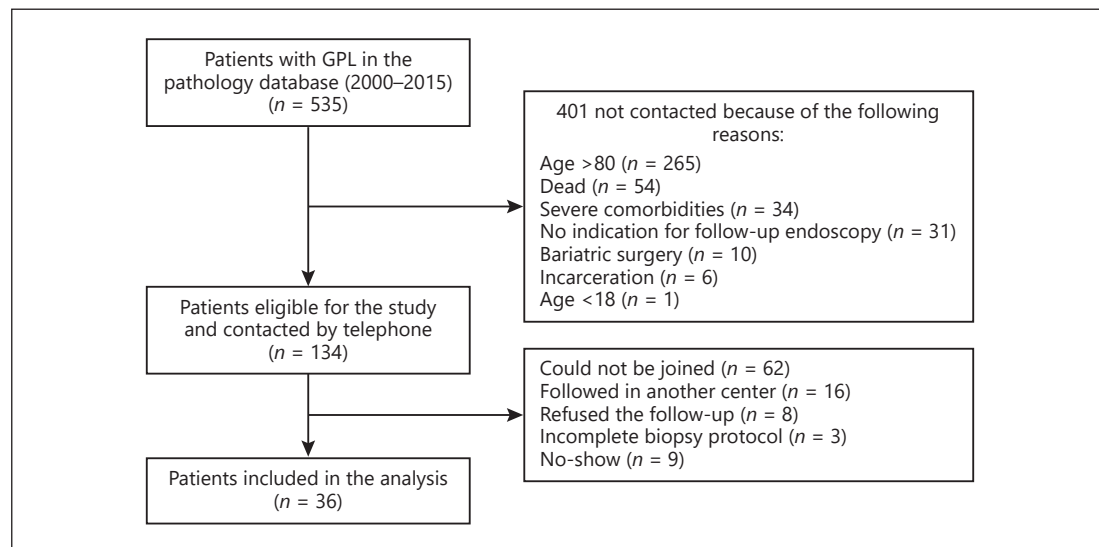 Patients with GPL in the
pathology database (2000–2015)
(n = 535)
401 not contacted because of the following
reasons:
Age >80 (n = 265)
Dead (n = 54)
Severe comorbidities (n = 34)
No indication for follow-up endoscopy (n = 31)
Bariatric surgery (n = 10)
Incarceration (n = 6)
Age <18 (n = 1)
Patients eligible for the study
and contacted by telephone
(n = 134)
Could not be joined (n = 62)
Followed in another center (n = 16)
Refused the follow-up (n = 8)
Incomplete biopsy protocol (n = 3)
No-show (n = 9)
Patients included in the analysis
(n = 36)